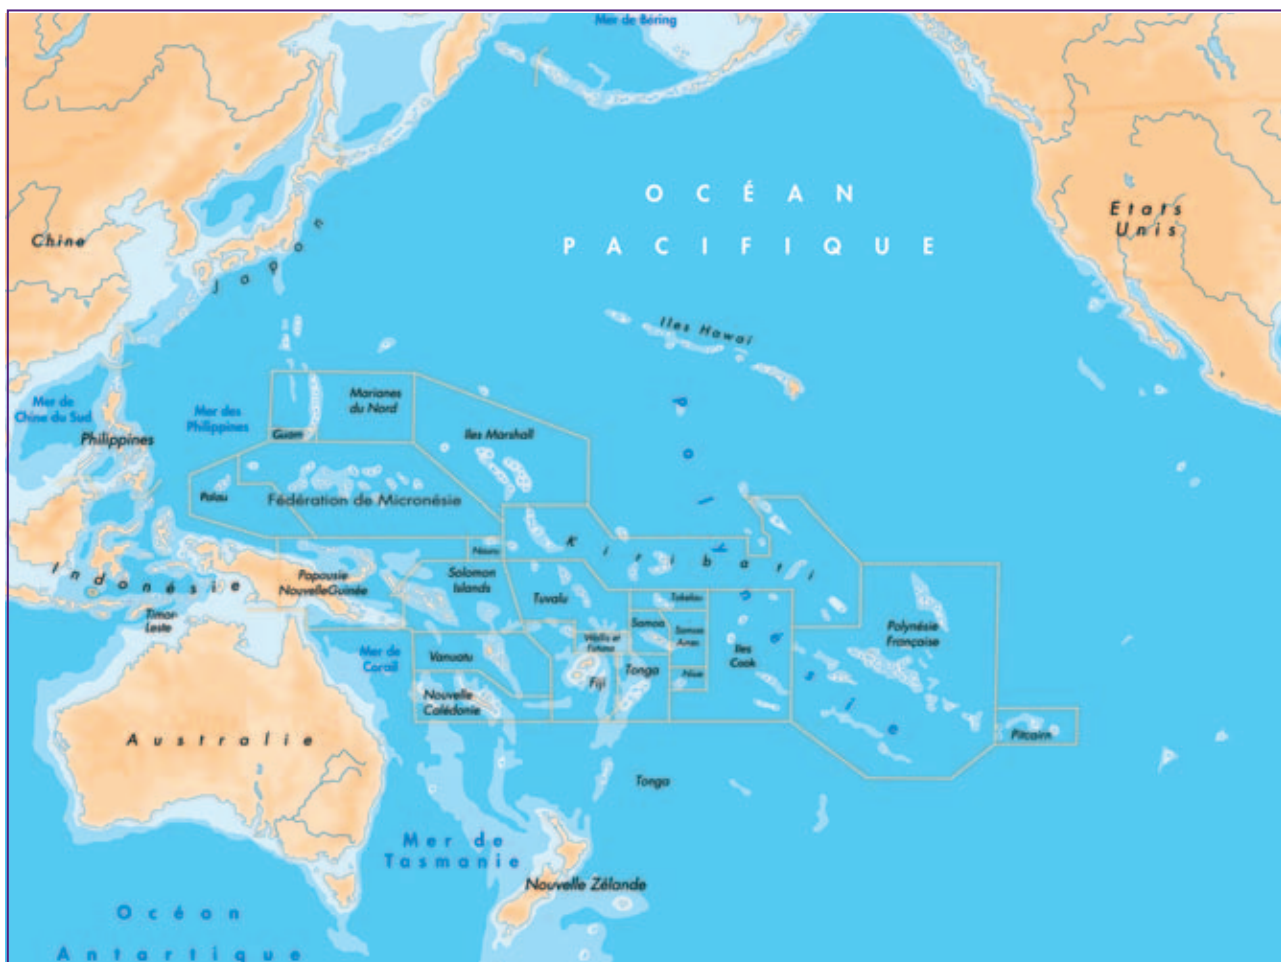 Mer de Béring
OCÉAN
PACIFIQUE
Etats
Unis
Chine
Japon
Iles Hawaï
Mer de
Chine du Sud
Mer des
Philippines
Philippines
Marianes
du Nord
Guam
Iles Marshall
Palau
Fédération de Micronésie
Polynésie
Kiribati
Nauru
Indonésie
Papousie
NouvelleGuinée
Solomon
Islands
Tuvalu
Tokelau
Timor-
Leste
Samoa
Samoa
Amer.
Wallis et
Futuna
Iles
Cook
Polynésie
Française
Mer de
Corail
Vanuatu
Fiji
Tonga
Niue
Nouvelle
Calédonie
Pitcairn
Australie
Tonga
Mer de
Tasmanie
Nouvelle Zélande
Océan
Antartique